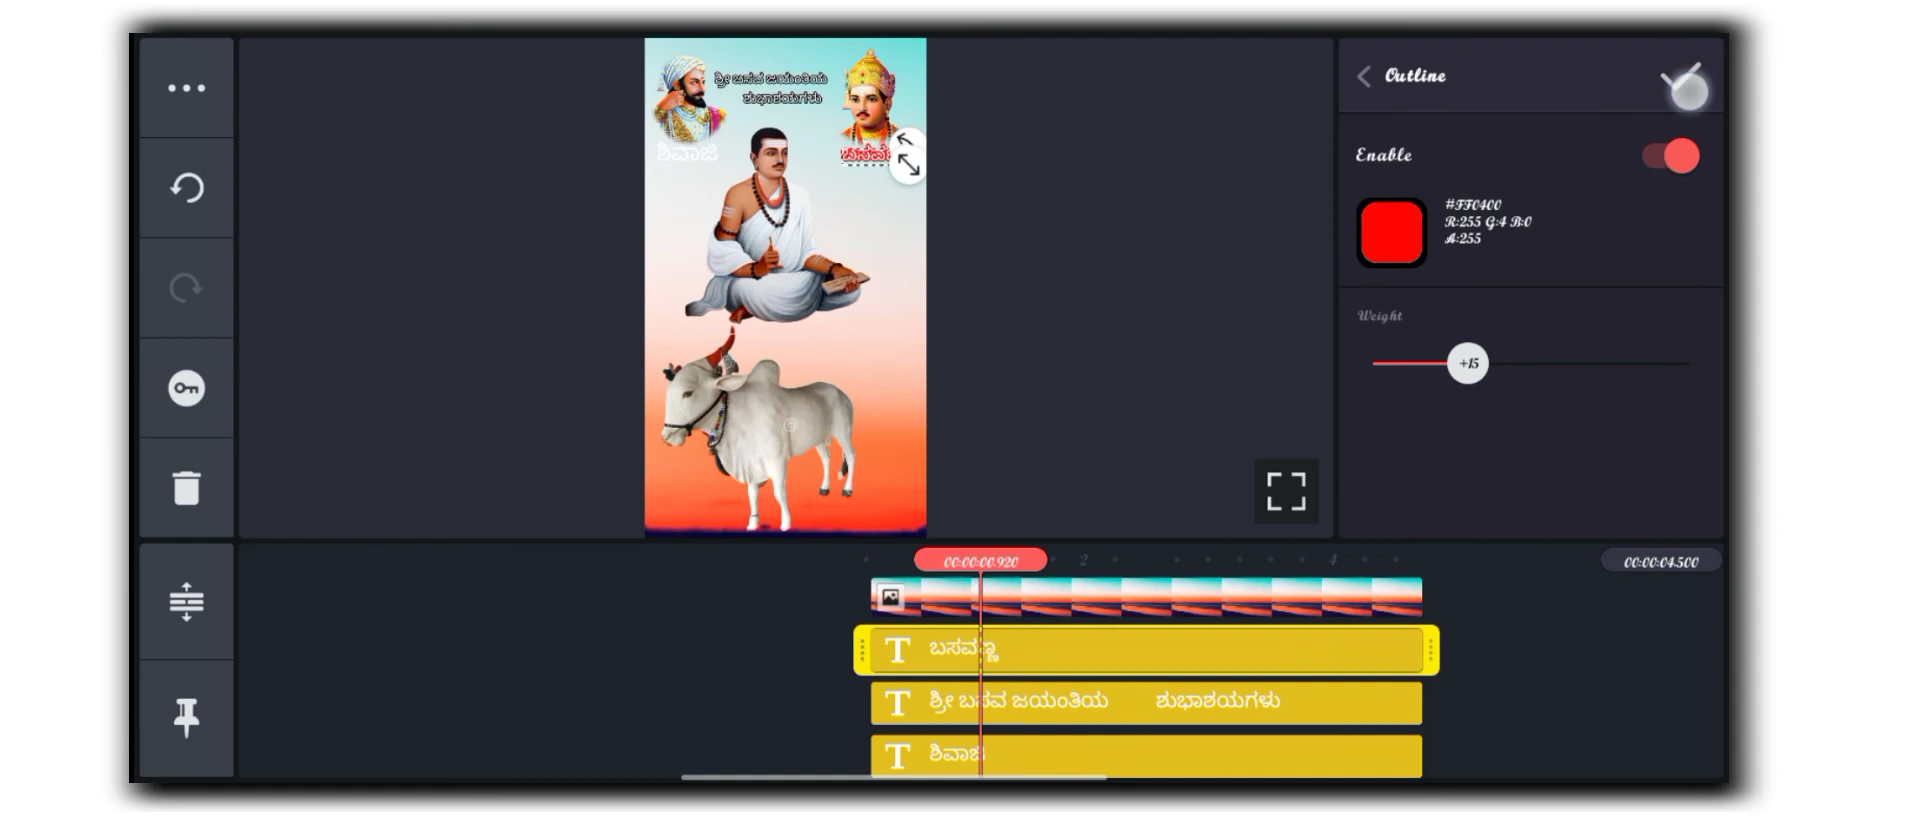 ಶ್ರೀ ಬಸವ ಜಯಂತಿಯ
ಶುಭಾಶಯಗಳು
ಶಿವಾಜಿ
Outline
Enable
#FF0400
R:255 G:4 B:0
A:255
Weight
+15
00:00:00.920
2
4
00:00:04.500
T ಬಸವಣ್ಣ
T ಶ್ರೀ ಬಸವ ಜಯಂತಿಯ ಶುಭಾಶಯಗಳು
T ಶಿವಾಜಿ